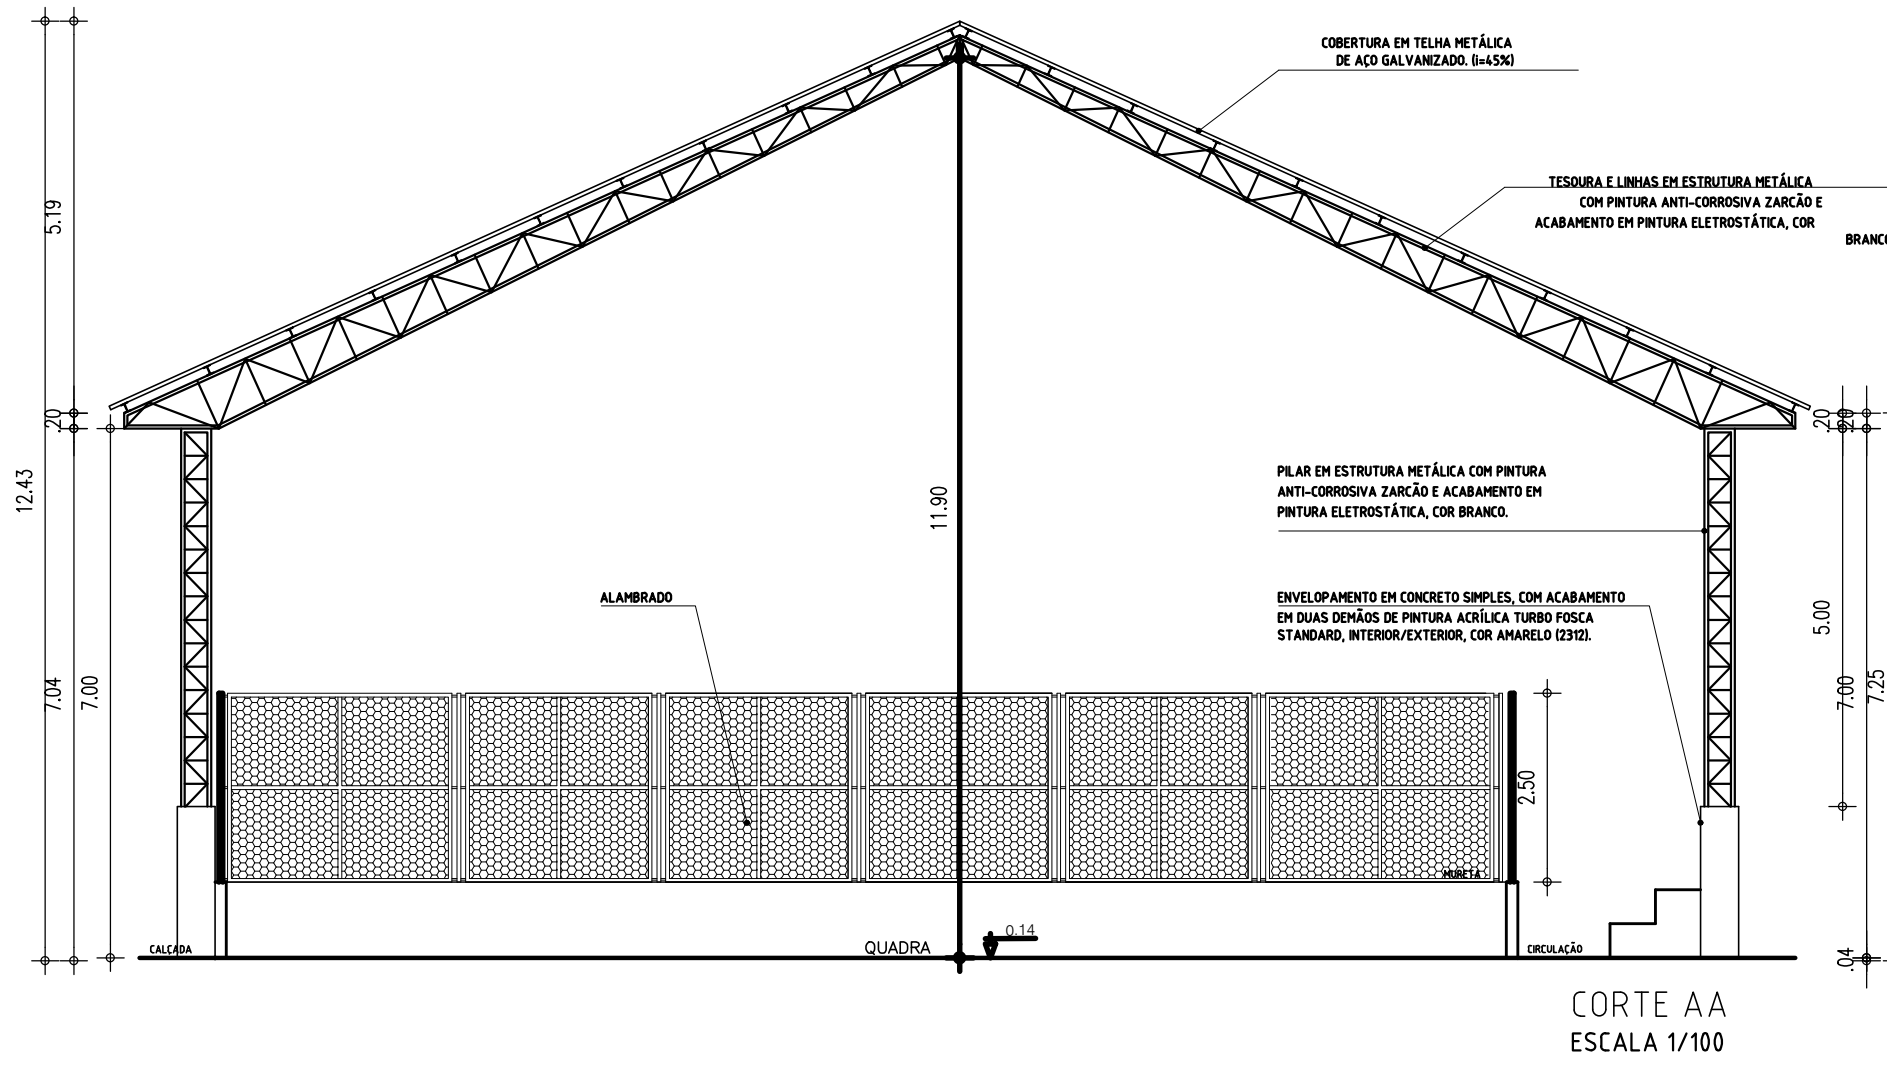 COBERTURA EM TELHA METÁLICA
DE AÇO GALVANIZADO. (i=45%)
TESOURA E LINHAS EM ESTRUTURA METÁLICA
COM PINTURA ANTI-CORROSIVA ZARCÃO E
ACABAMENTO EM PINTURA ELETROSTÁTICA, COR
BRANCO
5.19
.20
12.43
7.04
7.00
11.90
.20
PILAR EM ESTRUTURA METÁLICA COM PINTURA
ANTI-CORROSIVA ZARCÃO E ACABAMENTO EM
PINTURA ELETROSTÁTICA, COR BRANCO.
ALAMBRADO
ENVELOPAMENTO EM CONCRETO SIMPLES, COM ACABAMENTO
EM DUAS DEMÃOS DE PINTURA ACRÍLICA TURBO FOSCA
STANDARD, INTERIOR/EXTERIOR, COR AMARELO (2312).
5.00
7.00
7.25
2.50
MURETA
0.14
CALÇADA
QUADRA
CIRCULAÇÃO
.04
CORTE AA
ESCALA 1/100